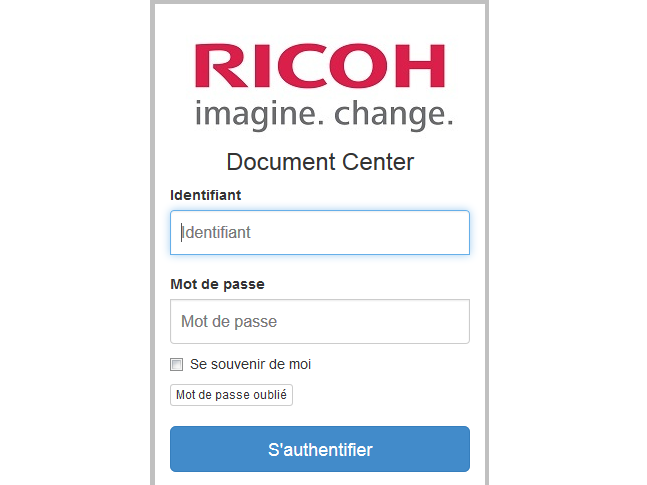 RICOH
imagine. change.
Document Center
Identifiant
Identifiant
Mot de passe
Mot de passe
Se souvenir de moi
Mot de passe oublié
S'authentifier